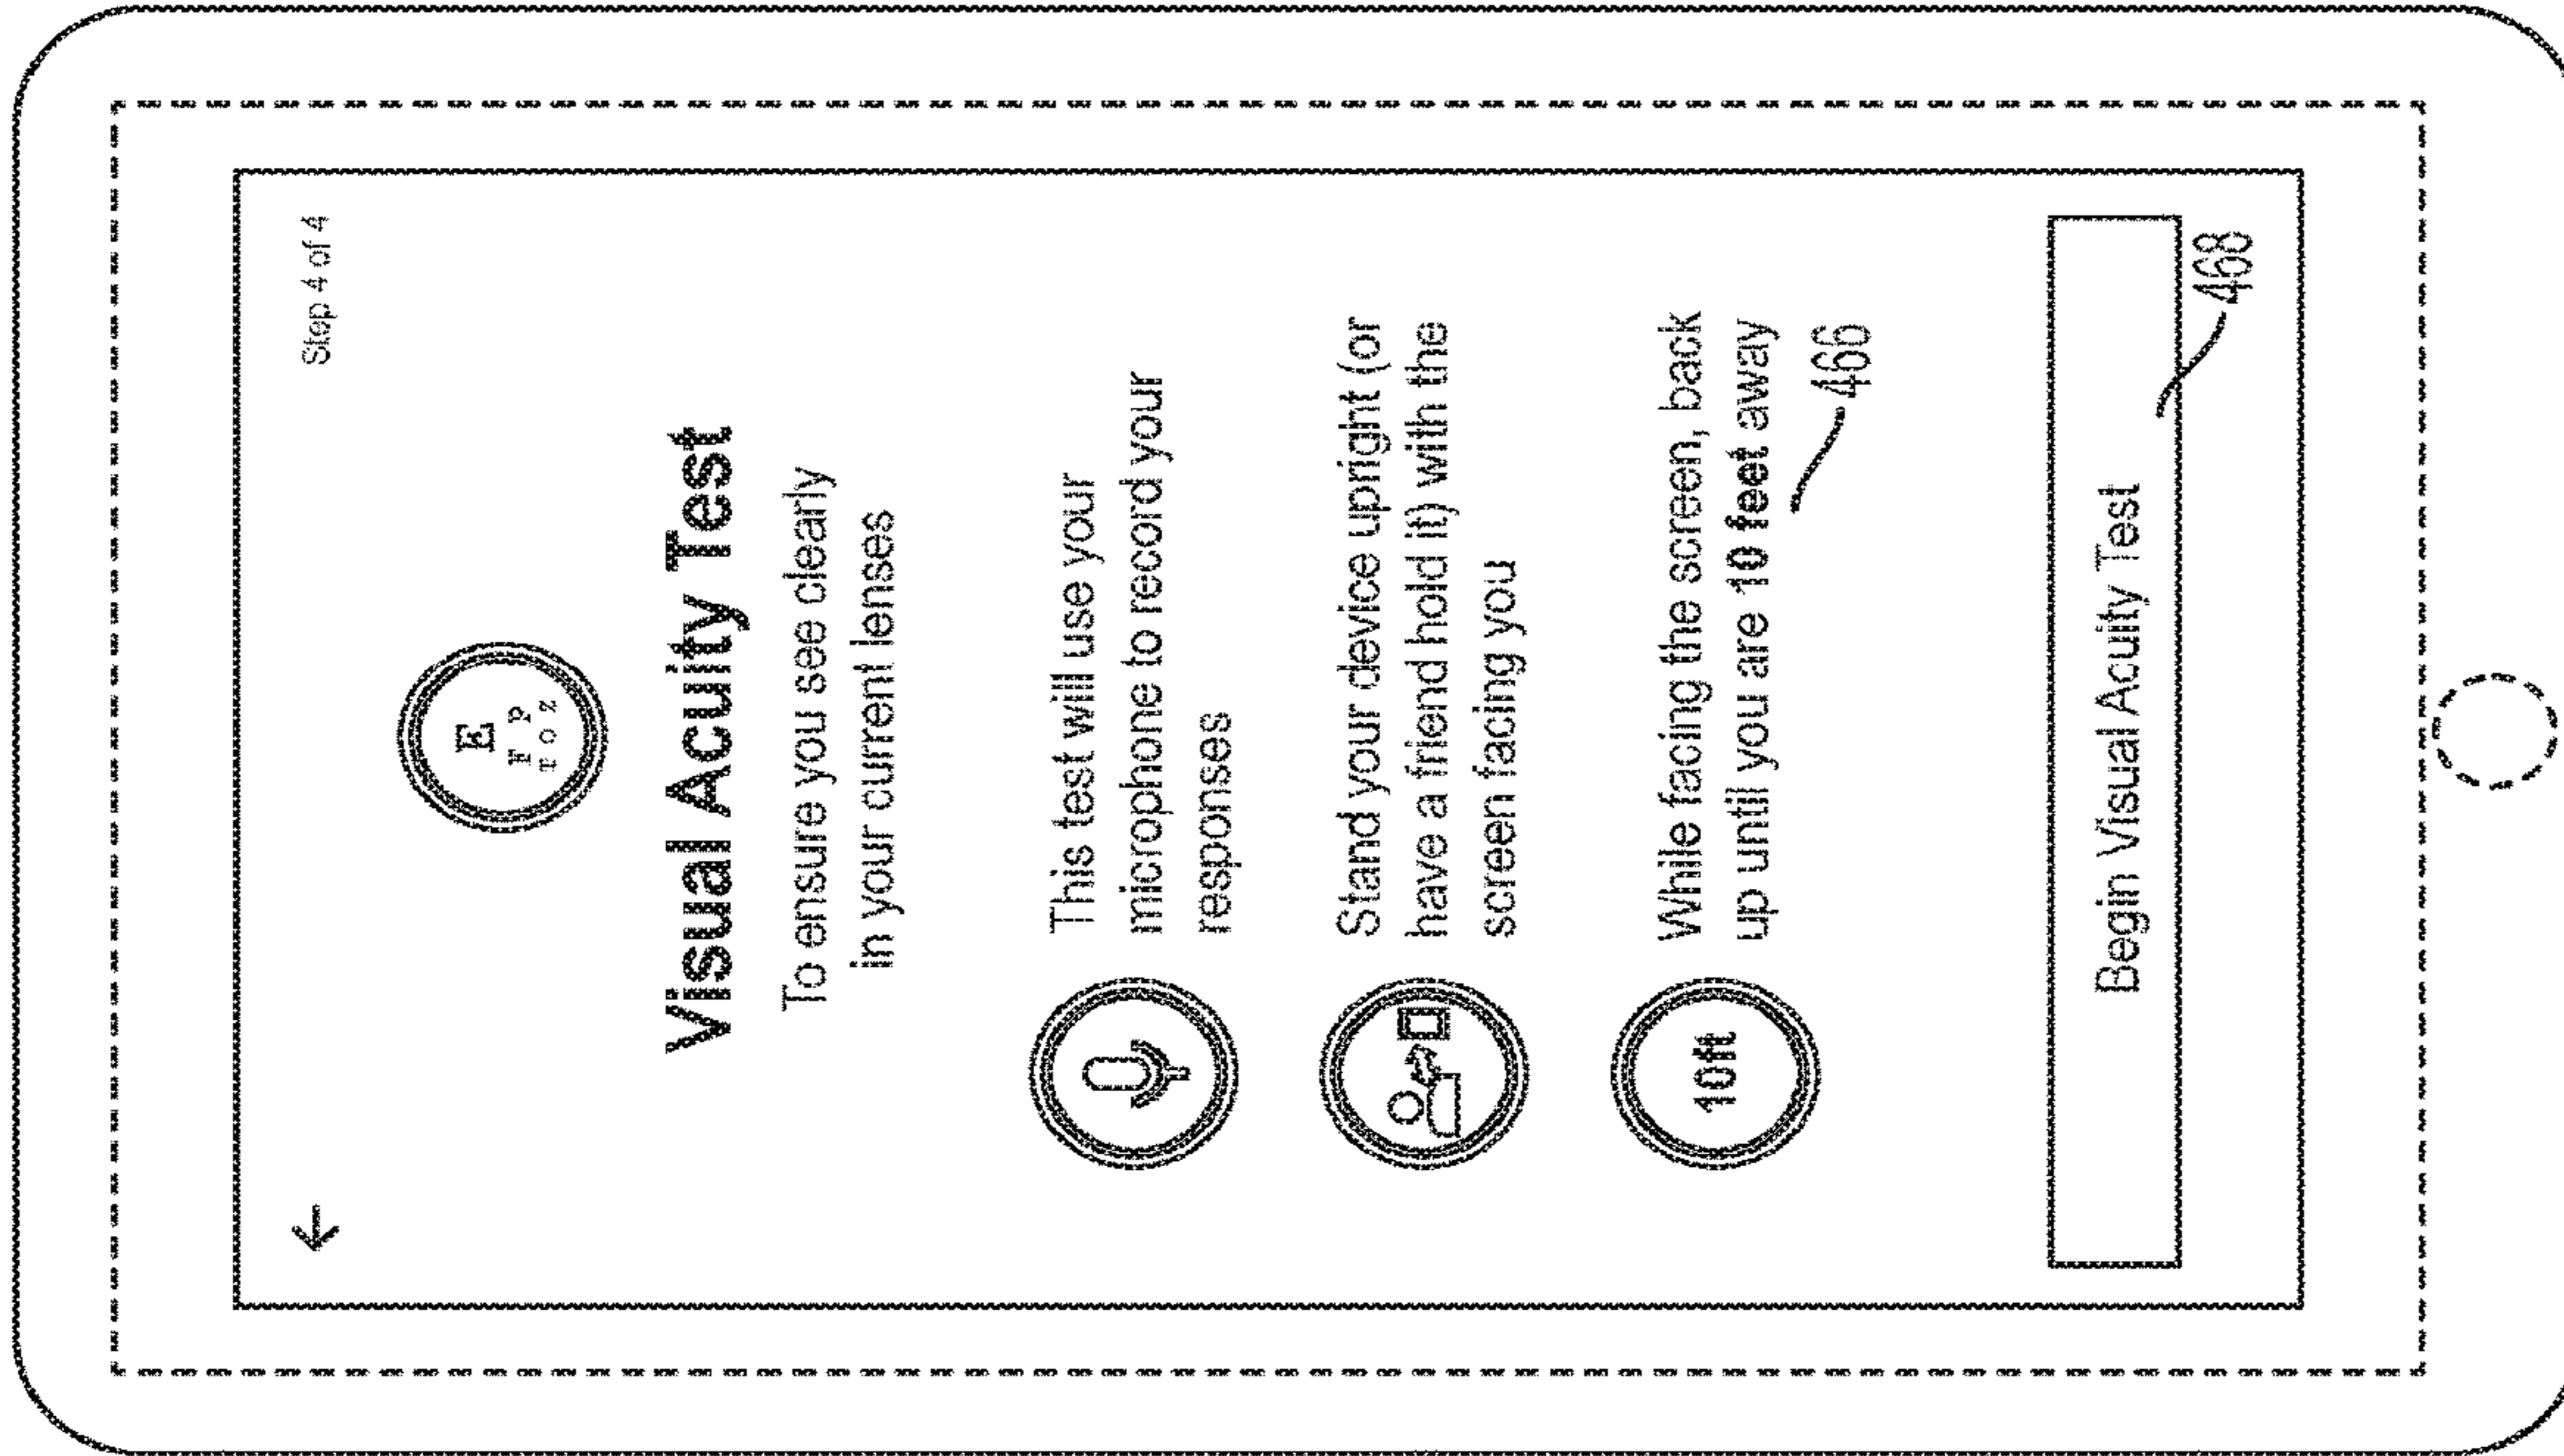 Step 4 of 4
E
F P
T O Z
Visual Acuity Test
To ensure you see clearly
in your current lenses
This test will use your
microphone to record your
responses
Stand your device upright (or
have a friend hold it) with the
screen facing you
10ft
While facing the screen, back
up until you are 10 feet away
466
Begin Visual Acuity Test
468